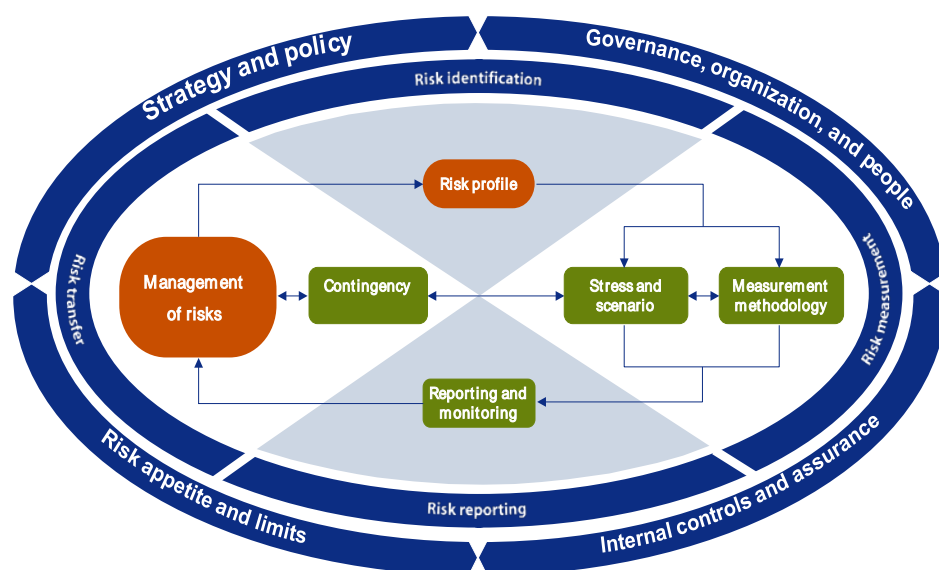 Strategy and policy
Governance, organization, and people
Risk identification
Risk profile
Risk transfer
Risk measurement
Management
of risks
Contingency
Stress and
scenario
Measurement
methodology
Reporting and
monitoring
Risk reporting
Risk appetite and limits
Internal controls and assurance